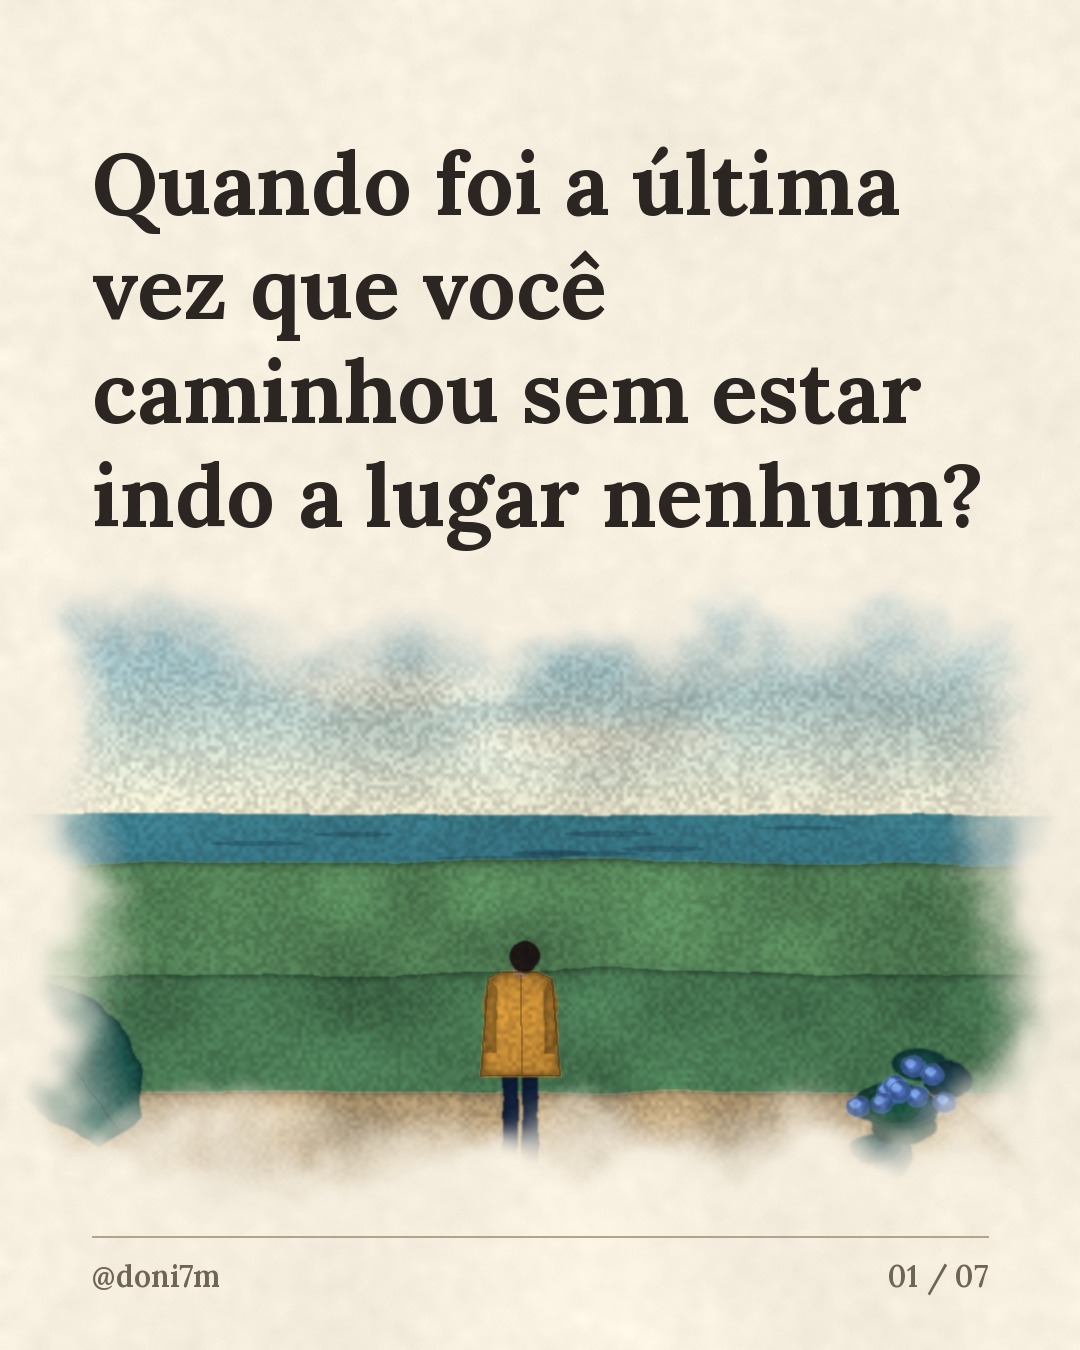 Quando foi a última
vez que você
caminhou sem estar
indo a lugar nenhum?
@doni7m
01 / 07